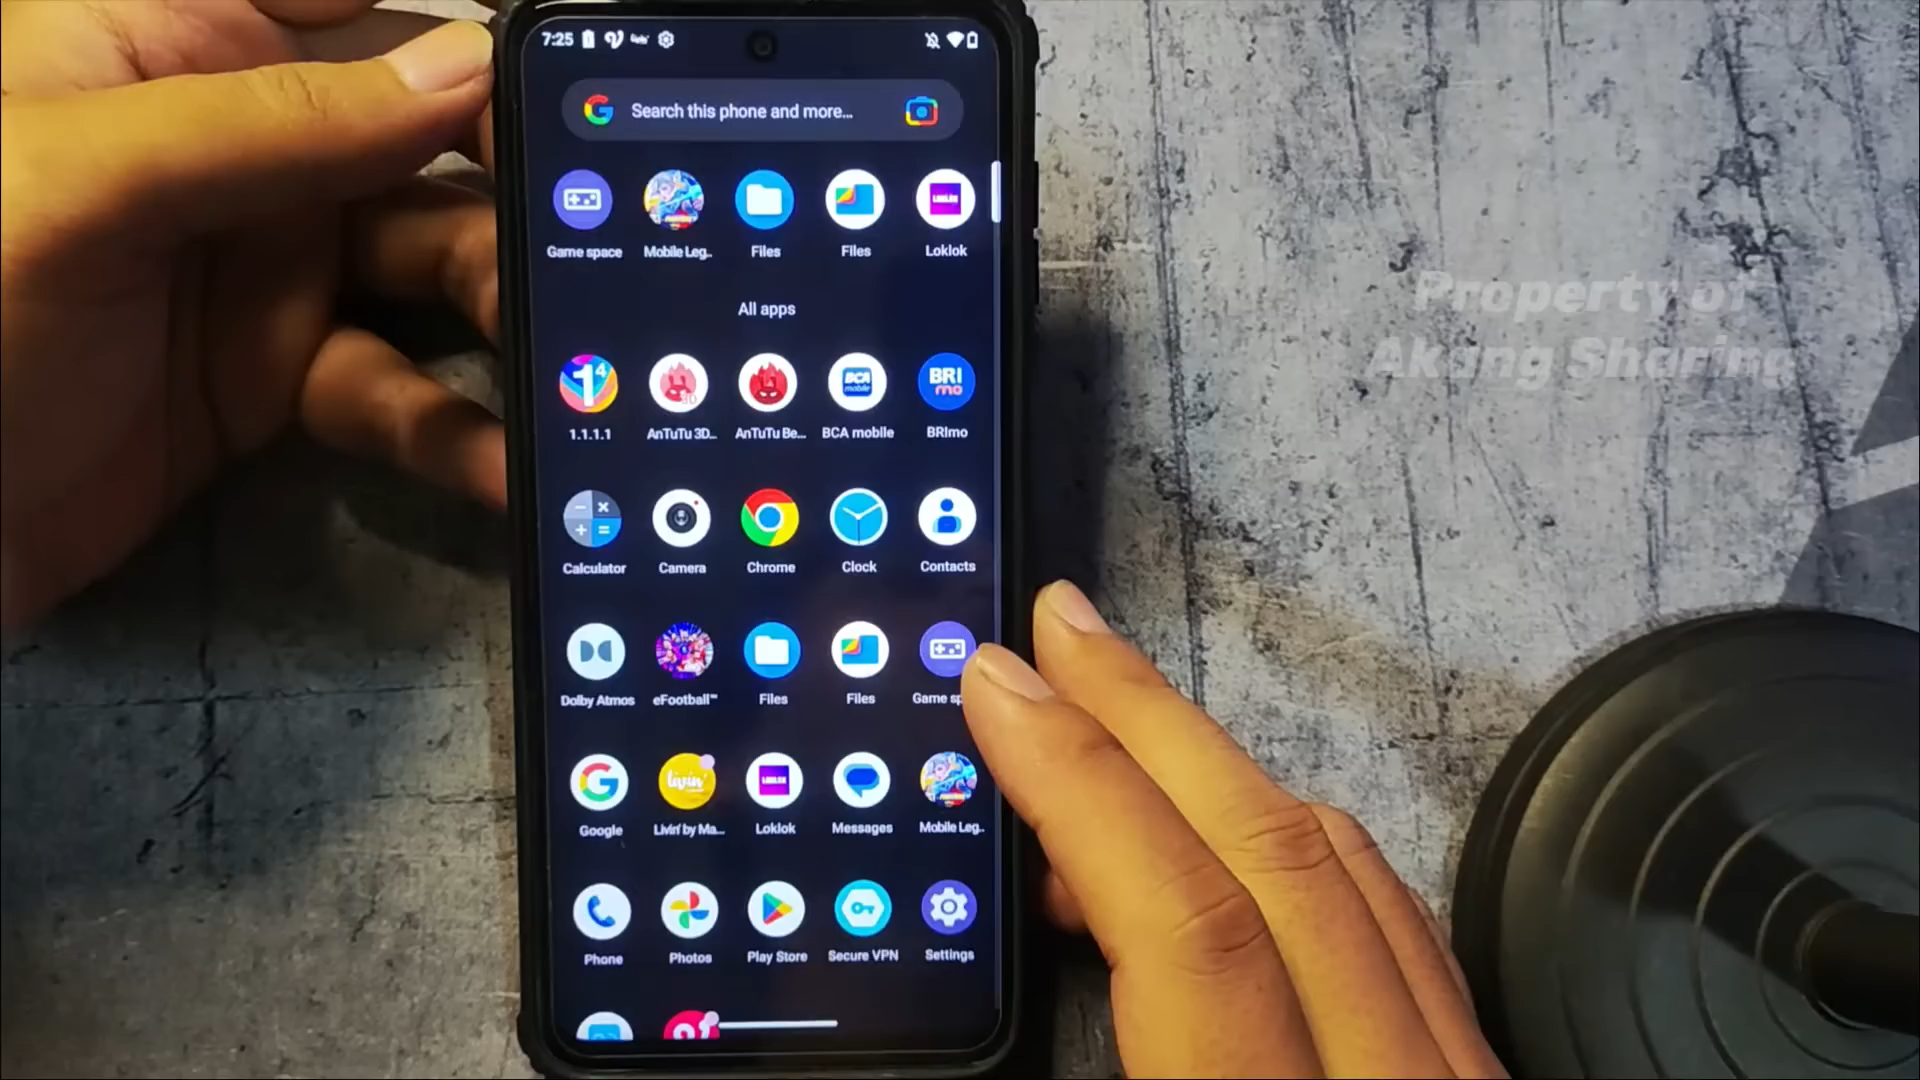 7:25
Search this phone and more...
Game space
Mobile Leg..
Files
Files
Loklok
LOKLOK
All apps
1.1.1.1
AnTuTu 3D...
AnTuTu Be...
BCA mobile
BRImo
Calculator
Camera
Chrome
Clock
Contacts
Dolby Atmos
eFootball™
Files
Files
Game sp
Google
Livin' by Ma...
Loklok
Messages
Mobile Leg..
Phone
Photos
Play Store
Secure VPN
Settings
Property of
Akang Sharing